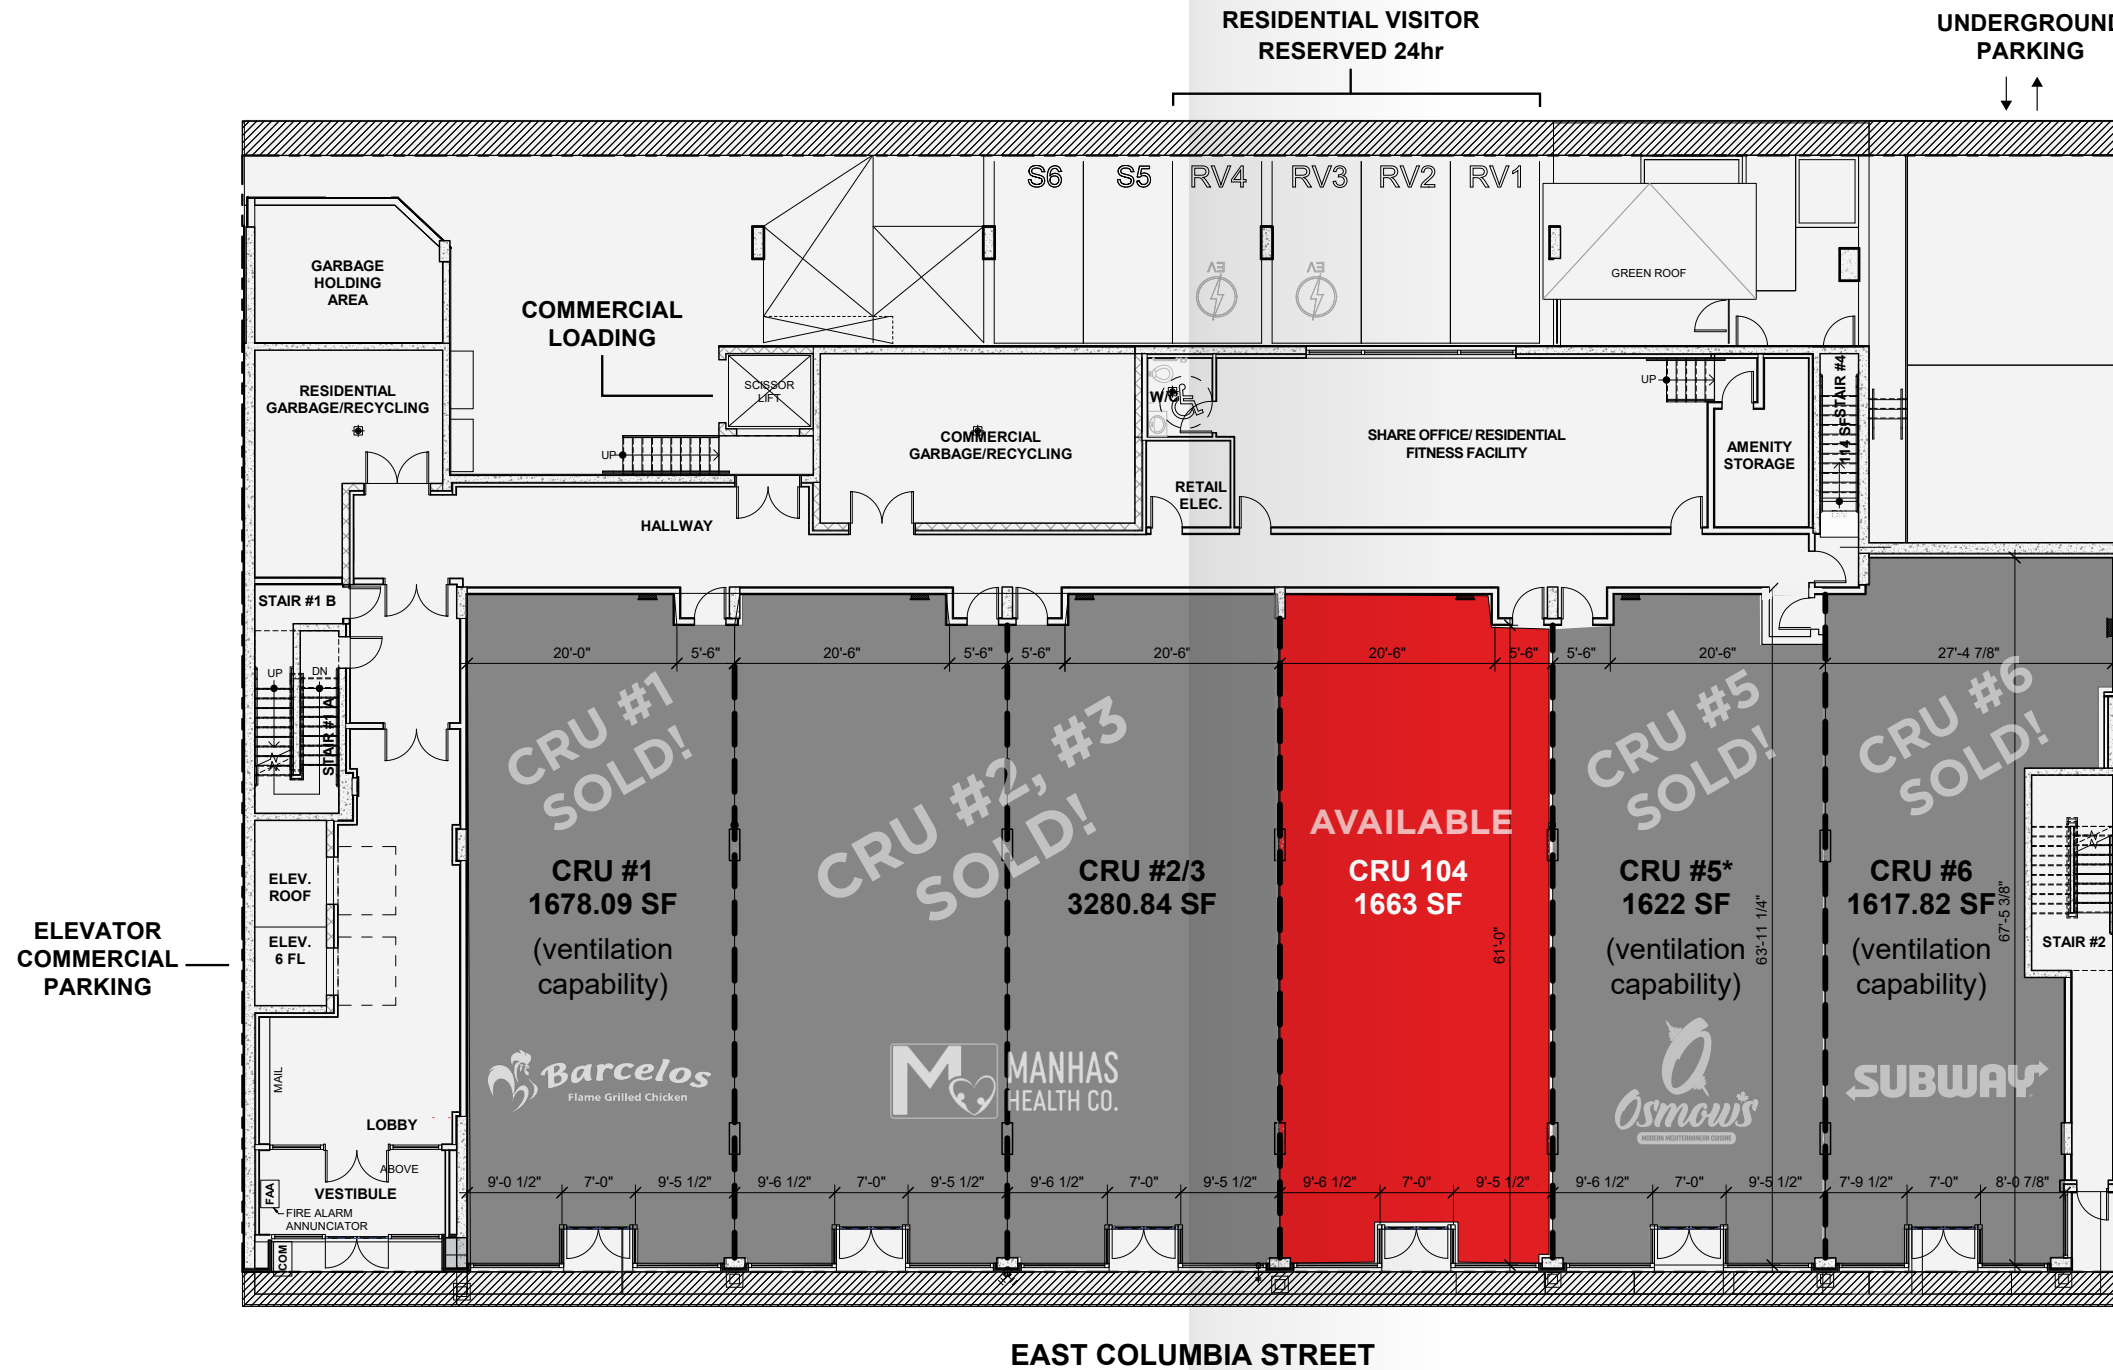 RESIDENTIAL VISITOR
RESERVED 24hr
UNDERGROUND
PARKING
S6
S5
RV4
RV3
RV2
RV1
EV
EV
GREEN ROOF
GARBAGE
HOLDING
AREA
COMMERCIAL
LOADING
SCISSOR
LIFT
RESIDENTIAL
GARBAGE/RECYCLING
UP
COMMERCIAL
GARBAGE/RECYCLING
W/C
RETAIL
ELEC.
SHARE OFFICE/ RESIDENTIAL
FITNESS FACILITY
UP
AMENITY
STORAGE
STAIR #4
114 SF
HALLWAY
STAIR #1 B
UP
DN
STAIR #1 A
20'-0"
5'-6"
20'-6"
5'-6"
5'-6"
20'-6"
20'-6"
5'-6"
5'-6"
20'-6"
27'-4 7/8"
CRU #1
SOLD!
CRU #2, #3
SOLD!
AVAILABLE
CRU #5
SOLD!
CRU #6
SOLD!
CRU #1
1678.09 SF
(ventilation
capability)
CRU #2/3
3280.84 SF
CRU 104
1663 SF
61'-0"
CRU #5*
1622 SF
(ventilation
capability)
63'-11 1/4"
CRU #6
1617.82 SF
(ventilation
capability)
67'-5 3/8"
STAIR #2
ELEV.
ROOF
ELEV.
6 FL
ELEVATOR
COMMERCIAL
PARKING
MAIL
LOBBY
ABOVE
VESTIBULE
FAA
FIRE ALARM
ANNUNCIATOR
COM
Barcelos
Flame Grilled Chicken
MANHAS
HEALTH CO.
Osmow's
MODERN MEDITERRANEAN CUISINE
SUBWAY
9'-0 1/2"
7'-0"
9'-5 1/2"
9'-6 1/2"
7'-0"
9'-5 1/2"
9'-6 1/2"
7'-0"
9'-5 1/2"
9'-6 1/2"
7'-0"
9'-5 1/2"
9'-6 1/2"
7'-0"
9'-5 1/2"
7'-9 1/2"
7'-0"
8'-0 7/8"
EAST COLUMBIA STREET